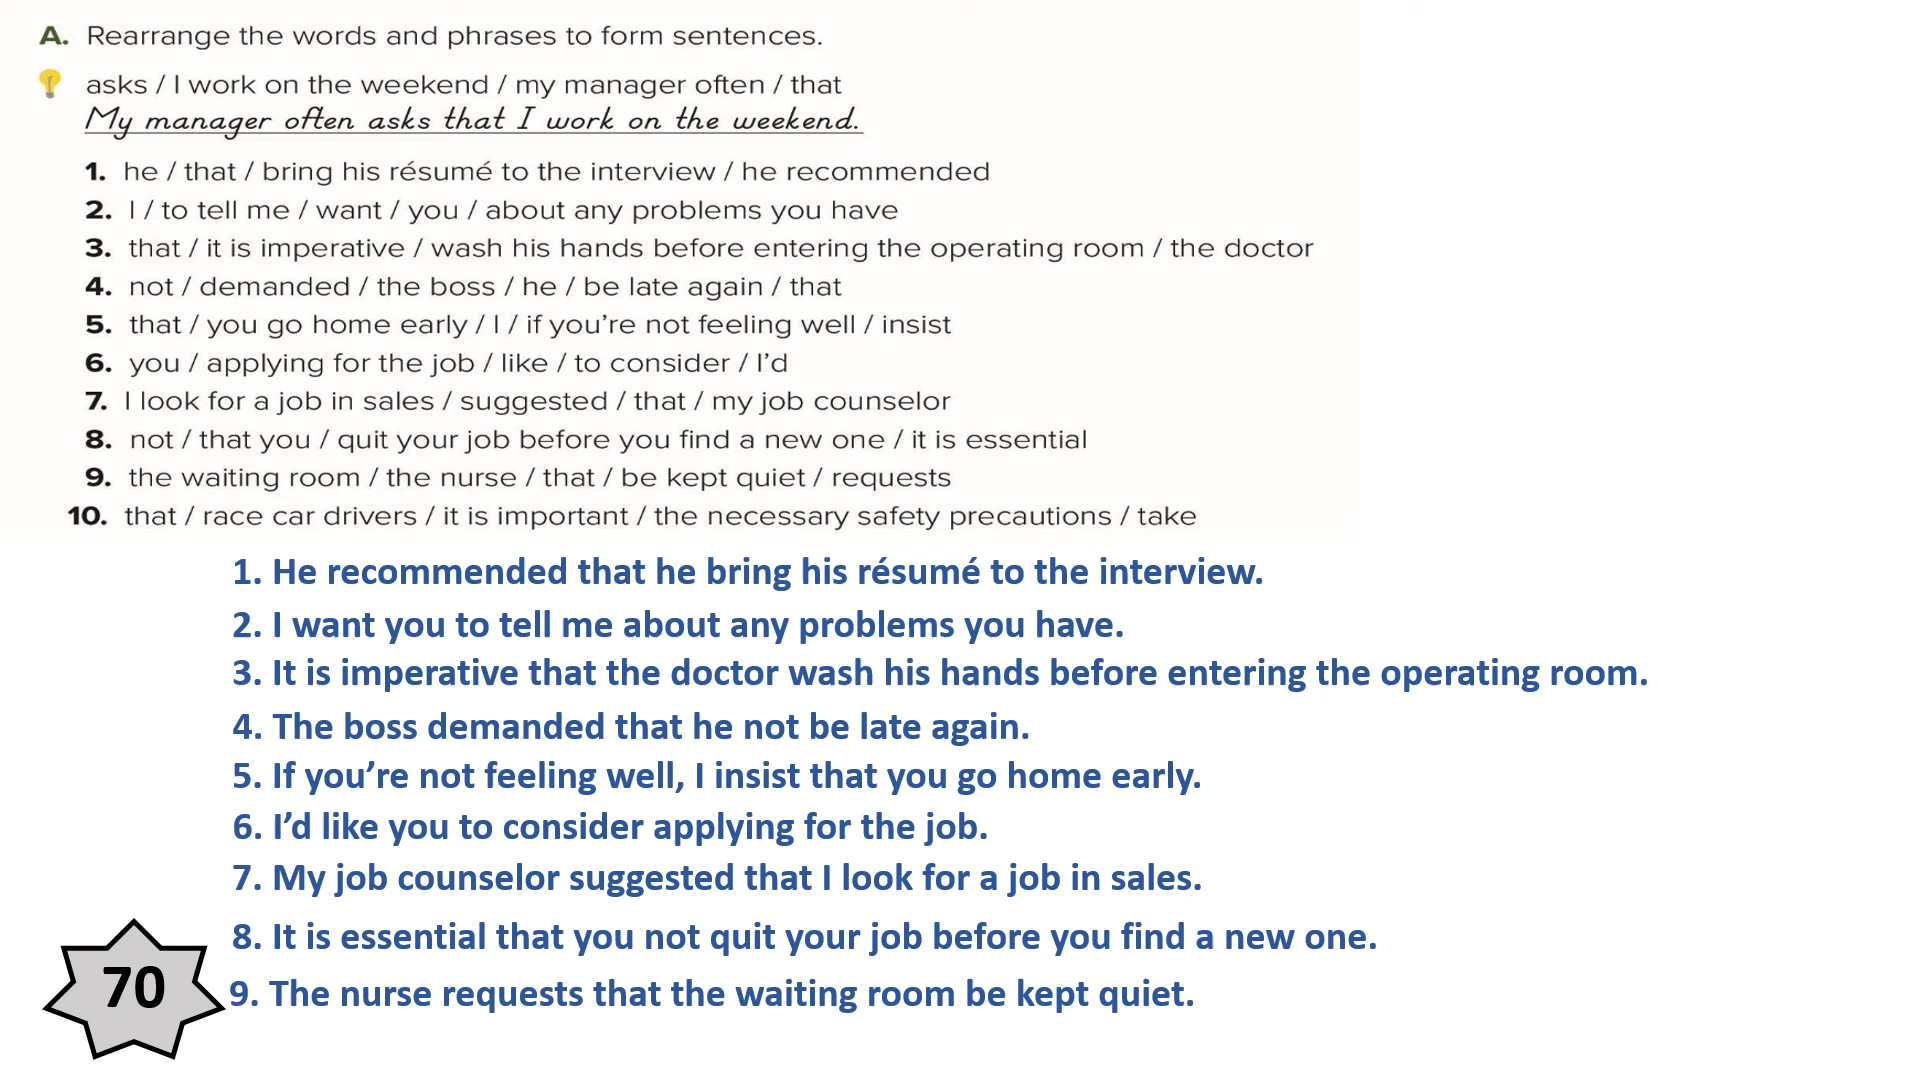 A. Rearrange the words and phrases to form sentences.
asks / I work on the weekend / my manager often / that
My manager often asks that I work on the weekend.
1. he / that / bring his résumé to the interview / he recommended
2. I / to tell me / want / you / about any problems you have
3. that / it is imperative / wash his hands before entering the operating room / the doctor
4. not / demanded / the boss / he / be late again / that
5. that / you go home early / I / if you’re not feeling well / insist
6. you / applying for the job / like / to consider / I’d
7. I look for a job in sales / suggested / that / my job counselor
8. not / that you / quit your job before you find a new one / it is essential
9. the waiting room / the nurse / that / be kept quiet / requests
10. that / race car drivers / it is important / the necessary safety precautions / take
1. He recommended that he bring his résumé to the interview.
2. I want you to tell me about any problems you have.
3. It is imperative that the doctor wash his hands before entering the operating room.
4. The boss demanded that he not be late again.
5. If you’re not feeling well, I insist that you go home early.
6. I’d like you to consider applying for the job.
7. My job counselor suggested that I look for a job in sales.
8. It is essential that you not quit your job before you find a new one.
70
9. The nurse requests that the waiting room be kept quiet.